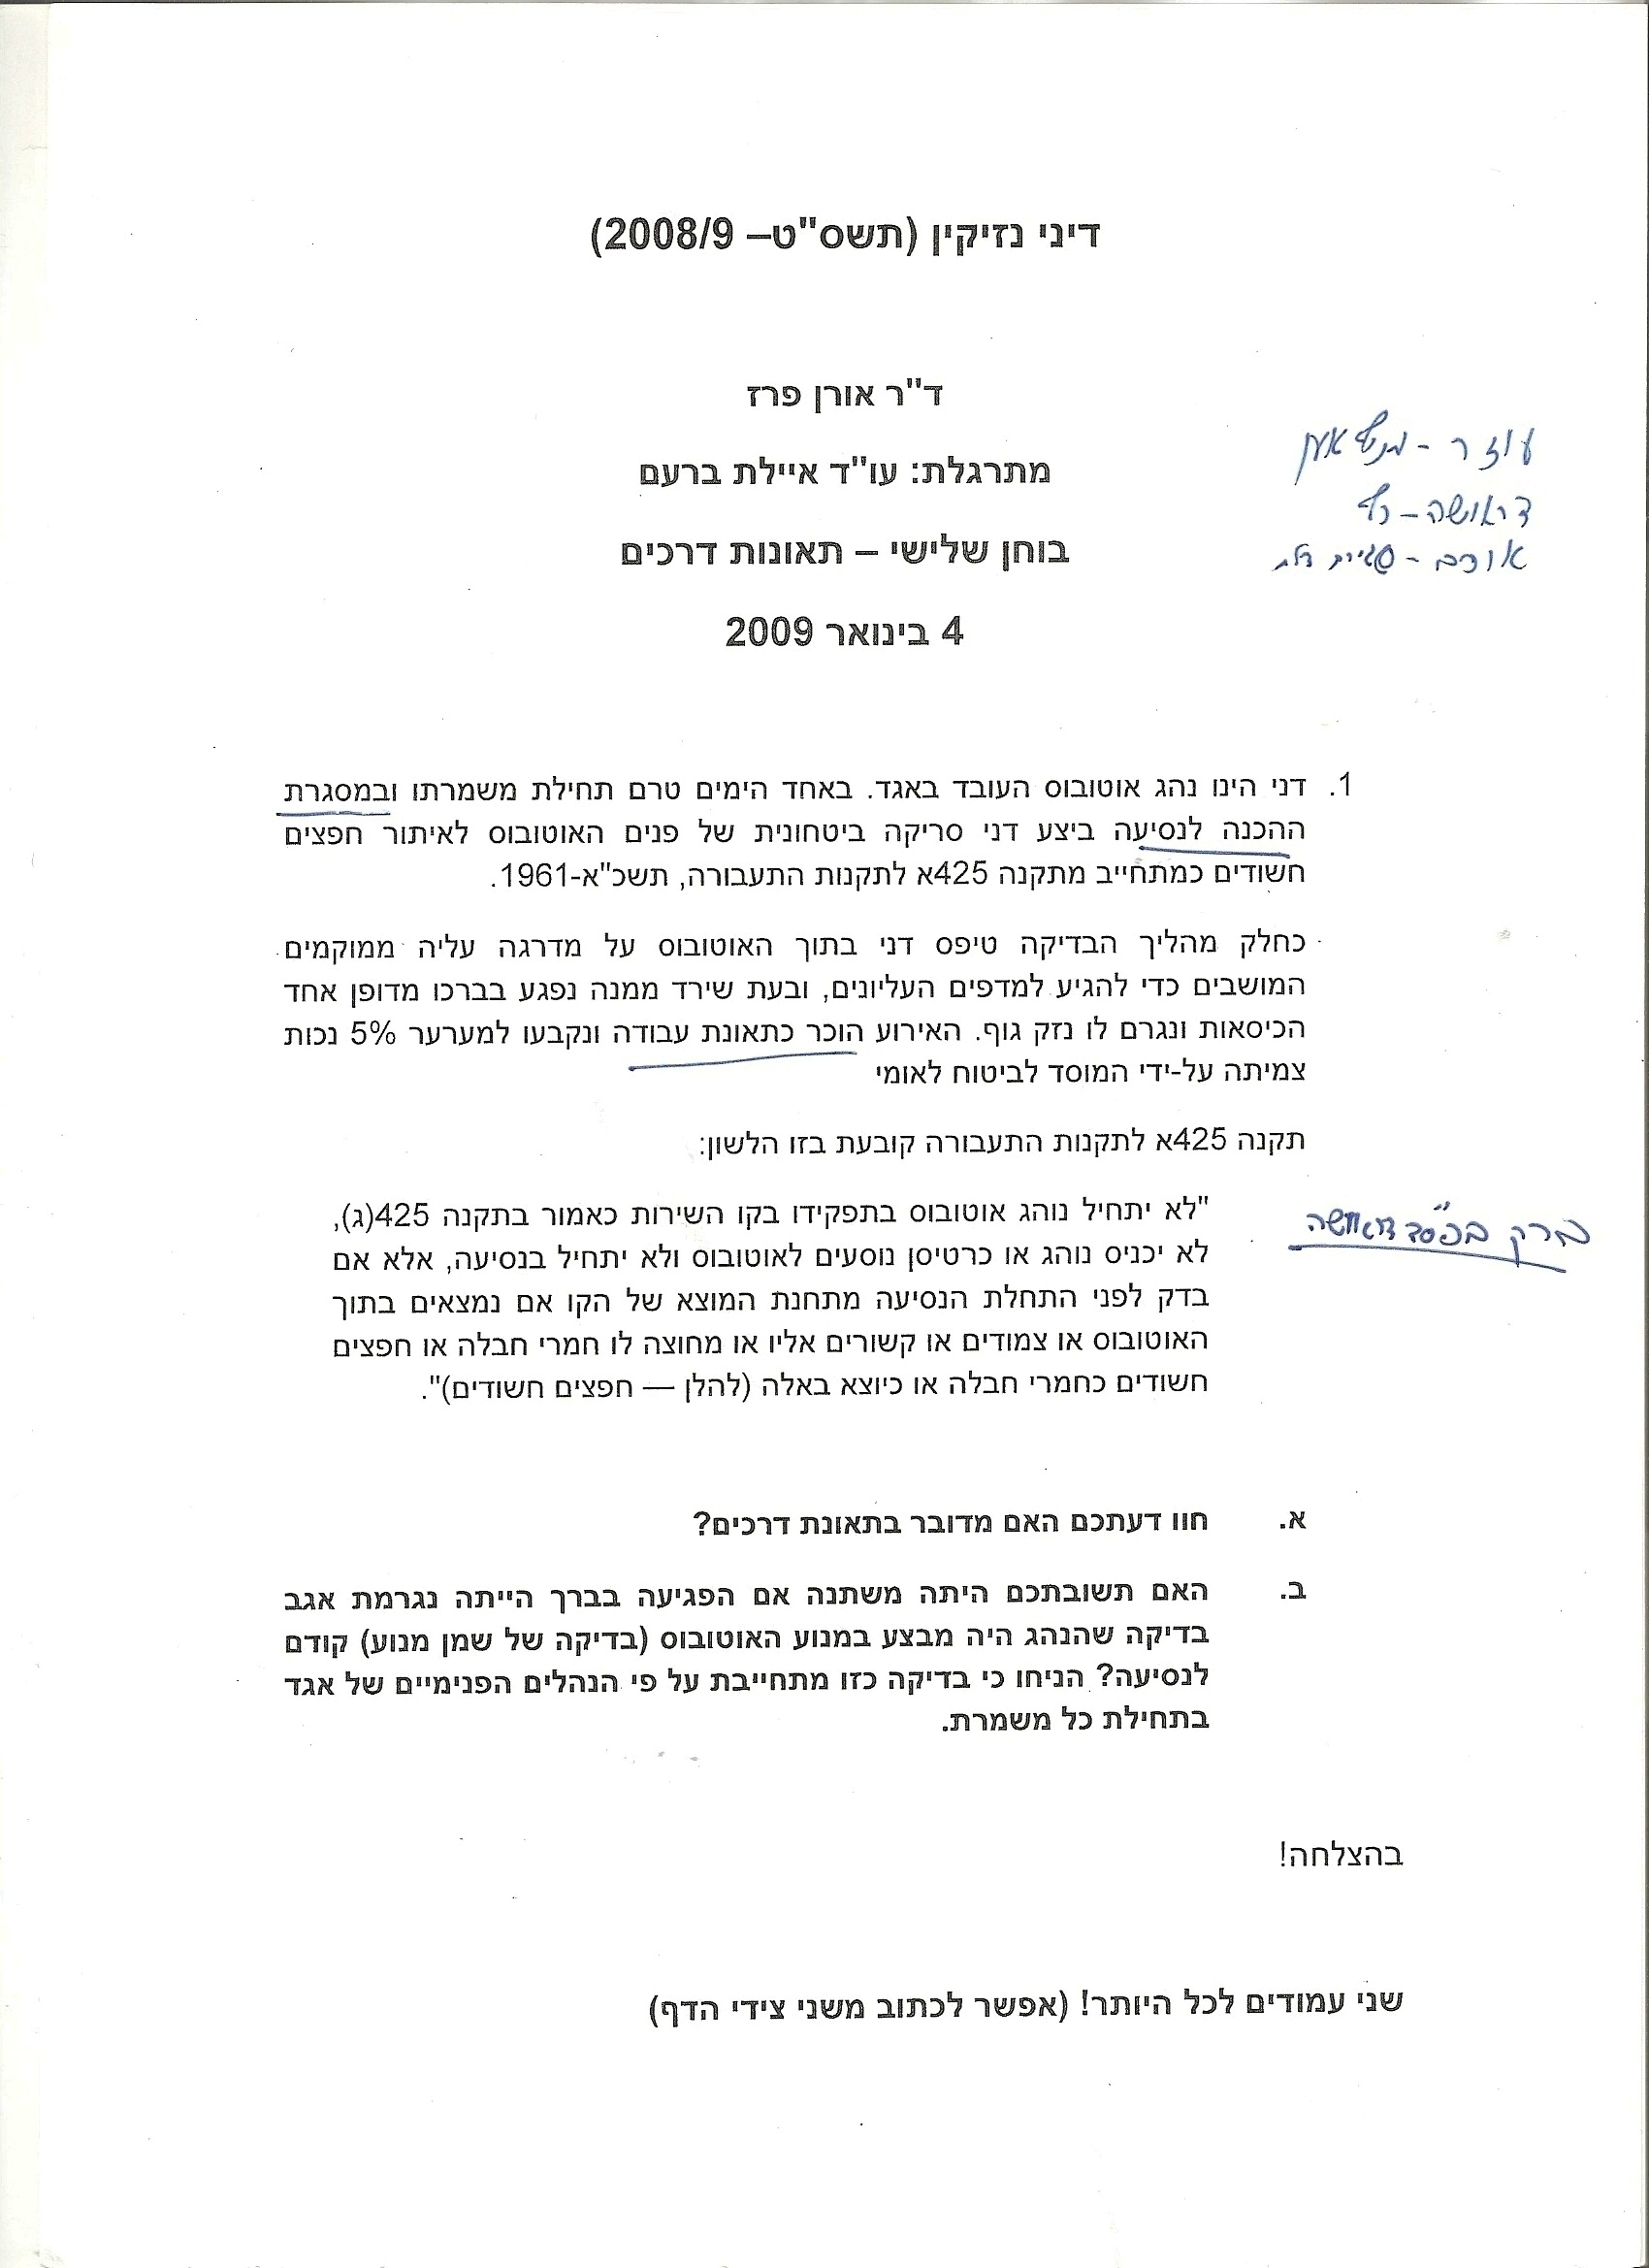 דיני נזיקין (תשס"ט– 2008/9)
ד"ר אורן פרז
מתרגלת: עו"ד איילת ברעם
בוחן שלישי – תאונות דרכים
4 בינואר 2009
עוזר - מנוף
דראושה -
אודם - סגירת דלת
1. דני הינו נהג אוטובוס העובד באגד. באחד הימים טרם תחילת משמרתו ובמסגרת
ההכנה לנסיעה ביצע דני סריקה ביטחונית של פנים האוטובוס לאיתור חפצים
חשודים כמתחייב מתקנה 425א לתקנות התעבורה, תשכ"א-1961.
כחלק מהליך הבדיקה טיפס דני בתוך האוטובוס על מדרגה עליה ממוקמים
המושבים כדי להגיע למדפים העליונים, ובעת שירד ממנה נפגע בברכו מדופן אחד
הכיסאות ונגרם לו נזק גוף. האירוע הוכר כתאונת עבודה ונקבעו למערער 5% נכות
צמיתה על-ידי המוסד לביטוח לאומי
תקנה 425א לתקנות התעבורה קובעת בזו הלשון:
"לא יתחיל נוהג אוטובוס בתפקידו בקו השירות כאמור בתקנה 425(ג),
לא יכניס נוהג או כרטיסן נוסעים לאוטובוס ולא יתחיל בנסיעה, אלא אם
בדק לפני התחלת הנסיעה מתחנת המוצא של הקו אם נמצאים בתוך
האוטובוס או צמודים או קשורים אליו או מחוצה לו חמרי חבלה או חפצים
חשודים כחמרי חבלה או כיוצא באלה (להלן — חפצים חשודים)".
ברק בפס"ד דראושה
א. חוו דעתכם האם מדובר בתאונת דרכים?
ב. האם תשובתכם היתה משתנה אם הפגיעה בברך הייתה נגרמת אגב
בדיקה שהנהג היה מבצע במנוע האוטובוס (בדיקה של שמן מנוע) קודם
לנסיעה? הניחו כי בדיקה כזו מתחייבת על פי הנהלים הפנימיים של אגד
בתחילת כל משמרת.
בהצלחה!
שני עמודים לכל היותר! (אפשר לכתוב משני צידי הדף)